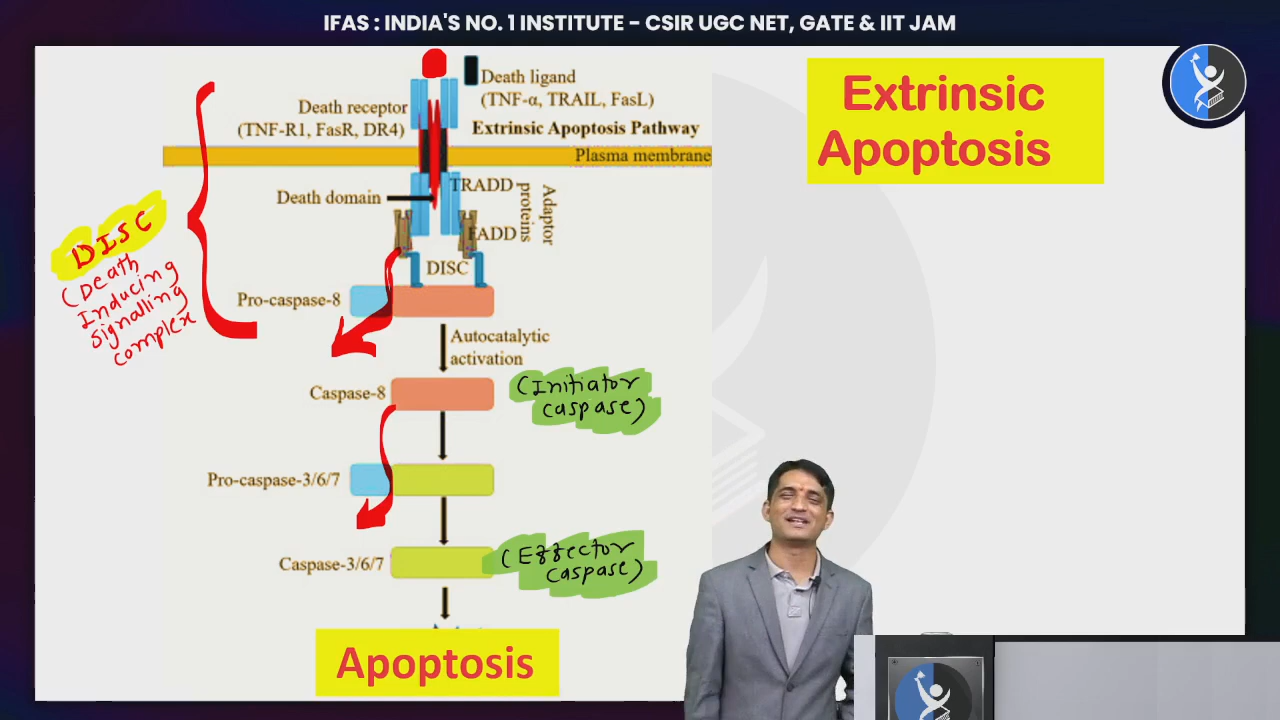 IFAS : INDIA'S NO. 1 INSTITUTE – CSIR UGC NET, GATE & IIT JAM
Extrinsic
Apoptosis
Death ligand
(TNF-α, TRAIL, FasL)
Death receptor
(TNF-R1, FasR, DR4)
Extrinsic Apoptosis Pathway
Plasma membrane
Death domain
TRADD
FADD
Adaptor
proteins
DISC
DISC
(Death
Inducing
signalling
complex
Pro-caspase-8
Autocatalytic
activation
Caspase-8
(Initiator
caspase)
Pro-caspase-3/6/7
Caspase-3/6/7
(Effector
caspase)
Apoptosis